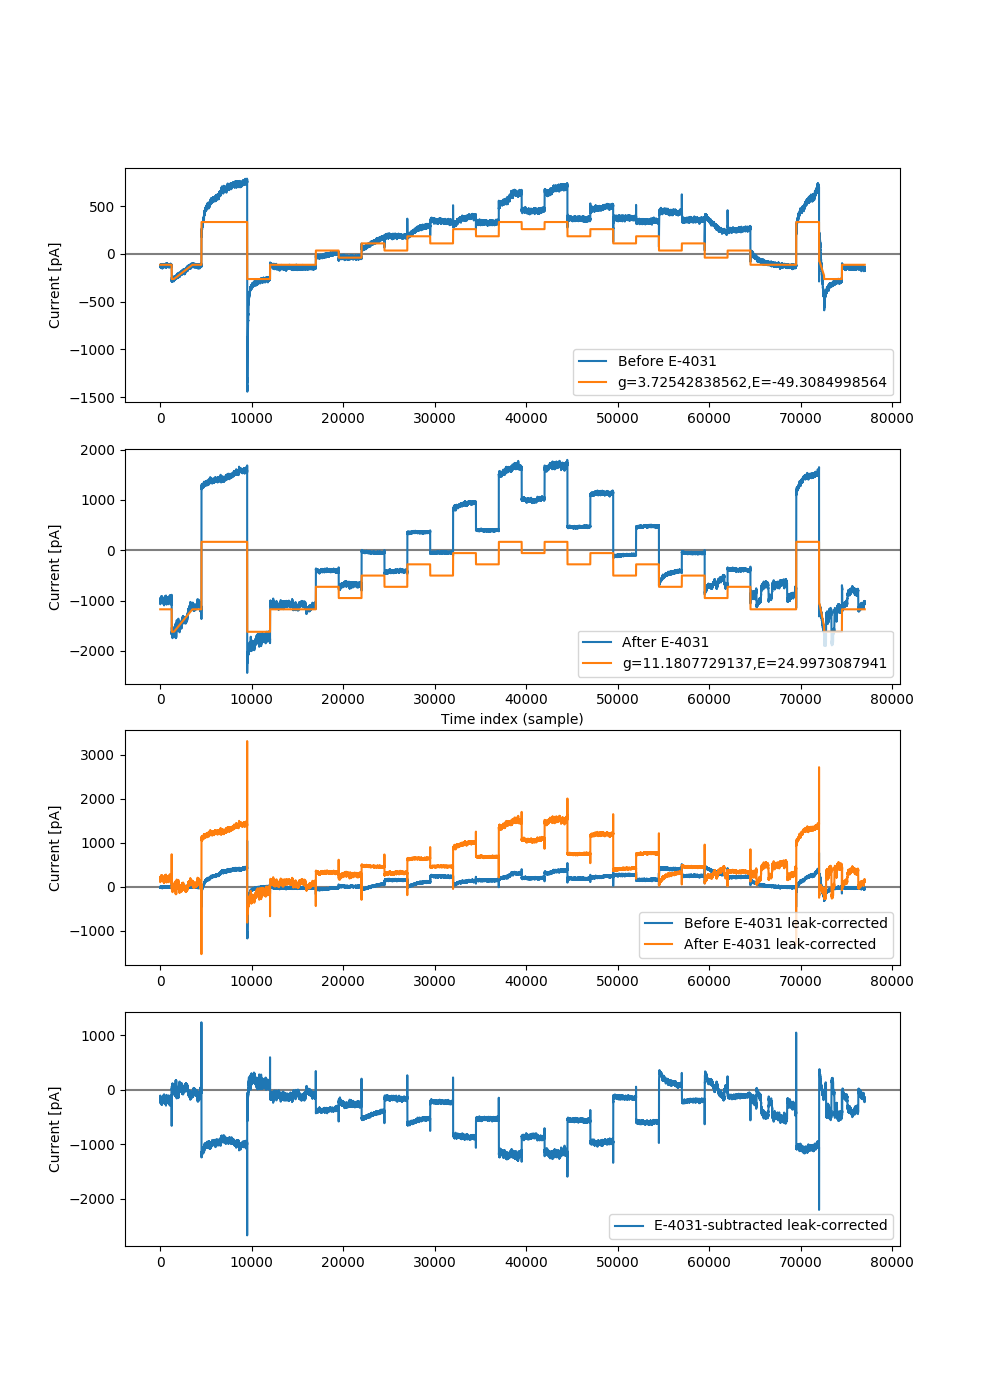 500
0
−500
−1000
−1500
Current [pA]
Before E-4031
g=3.72542838562,E=-49.3084998564
0 10000 20000 30000 40000 50000 60000 70000 80000
2000
1000
0
−1000
−2000
Current [pA]
After E-4031
g=11.1807729137,E=24.9973087941
0 10000 20000 30000 40000 50000 60000 70000 80000
Time index (sample)
3000
2000
1000
0
−1000
Current [pA]
Before E-4031 leak-corrected
After E-4031 leak-corrected
0 10000 20000 30000 40000 50000 60000 70000 80000
1000
0
−1000
−2000
Current [pA]
E-4031-subtracted leak-corrected
0 10000 20000 30000 40000 50000 60000 70000 80000